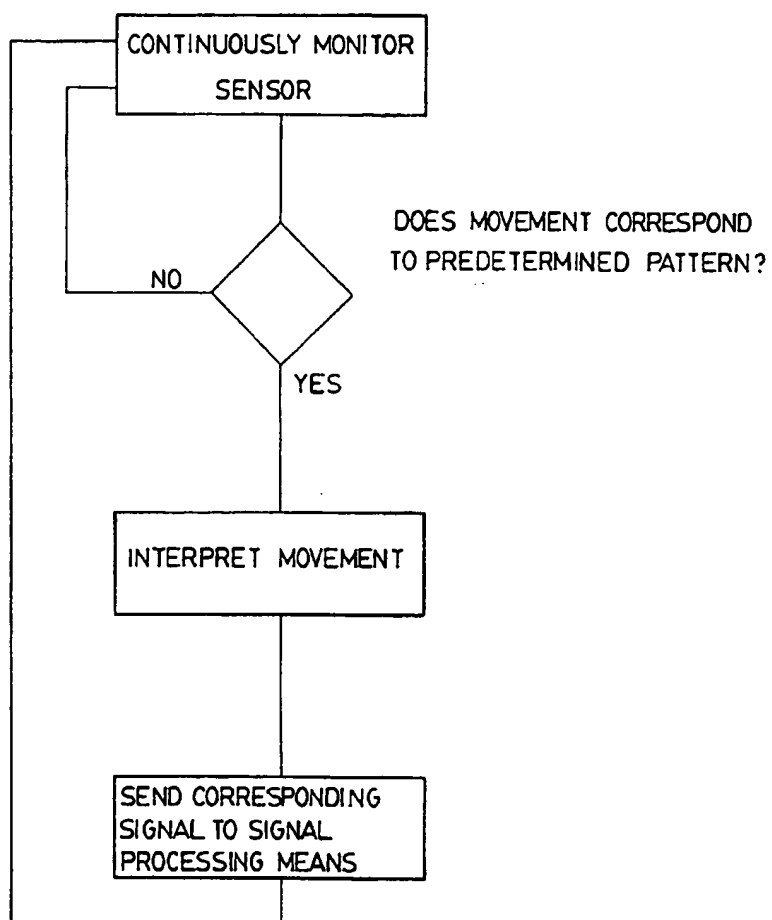 CONTINUOUSLY MONITOR
SENSOR
DOES MOVEMENT CORRESPOND
TO PREDETERMINED PATTERN?
NO
YES
INTERPRET MOVEMENT
SEND CORRESPONDING
SIGNAL TO SIGNAL
PROCESSING MEANS